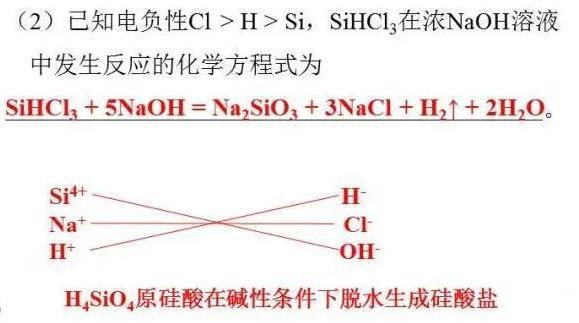 （2）已知电负性Cl > H > Si，SiHCl₃在浓NaOH溶液
中发生反应的化学方程式为
SiHCl₃ + 5NaOH = Na₂SiO₃ + 3NaCl + H₂↑ + 2H₂O。
Si⁴⁺ H⁻
Na⁺ Cl⁻
H⁺ OH⁻
H₄SiO₄原硅酸在碱性条件下脱水生成硅酸盐